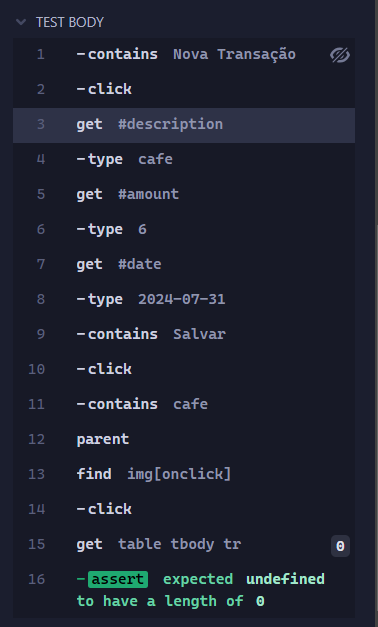 TEST BODY
1 -contains Nova Transação
2 -click
3 get #description
4 -type cafe
5 get #amount
6 -type 6
7 get #date
8 -type 2024-07-31
9 -contains Salvar
10 -click
11 -contains cafe
12 parent
13 find img[onclick]
14 -click
15 get table tbody tr 0
16 -assert expected undefined
to have a length of 0